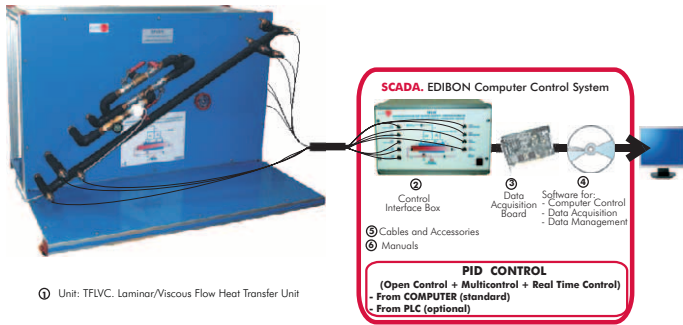 SCADA. EDIBON Computer Control System
② Control Interface Box
③ Data Acquisition Board
④ Software for:
- Computer Control
- Data Acquisition
- Data Management
⑤ Cables and Accessories
⑥ Manuals
① Unit: TFLVC. Laminar/Viscous Flow Heat Transfer Unit
PID CONTROL
(Open Control + Multicontrol + Real Time Control)
- From COMPUTER (standard)
- From PLC (optional)